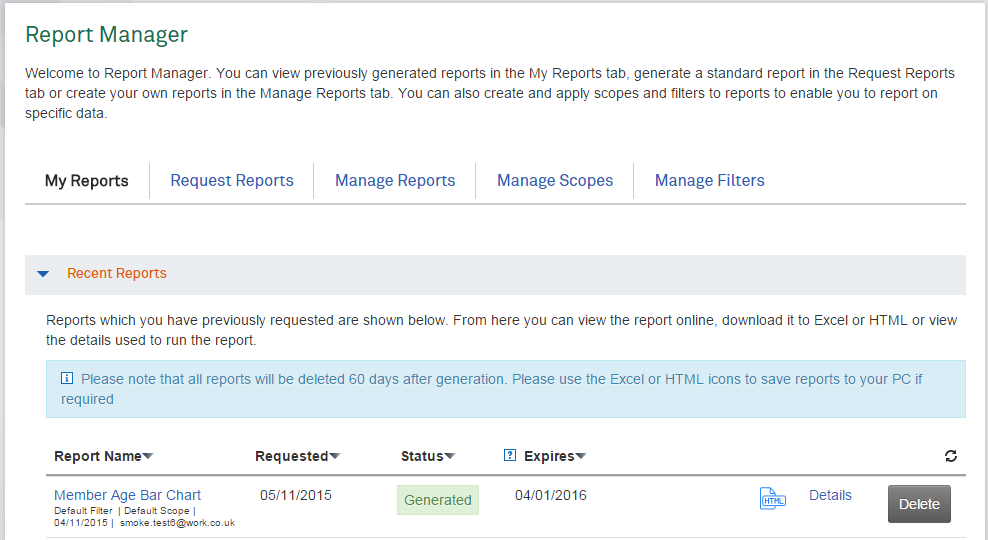 Report Manager
Welcome to Report Manager. You can view previously generated reports in the My Reports tab, generate a standard report in the Request Reports
tab or create your own reports in the Manage Reports tab. You can also create and apply scopes and filters to reports to enable you to report on
specific data.
My Reports Request Reports Manage Reports Manage Scopes Manage Filters
Recent Reports
Reports which you have previously requested are shown below. From here you can view the report online, download it to Excel or HTML or view
the details used to run the report.
Please note that all reports will be deleted 60 days after generation. Please use the Excel or HTML icons to save reports to your PC if
required
Report Name Requested Status ? Expires
Member Age Bar Chart 05/11/2015 Generated 04/01/2016 HTML Details Delete
Default Filter | Default Scope |
04/11/2015 | smoke.test6@work.co.uk